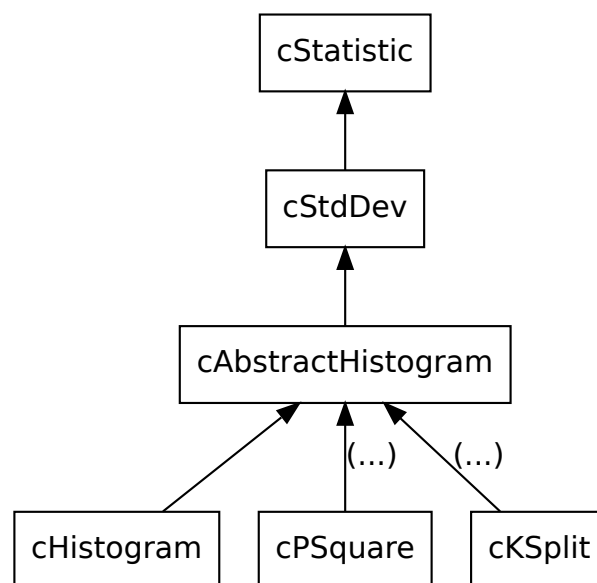 cStatistic
cStdDev
cAbstractHistogram
(...)
(...)
cHistogram
cPSquare
cKSplit